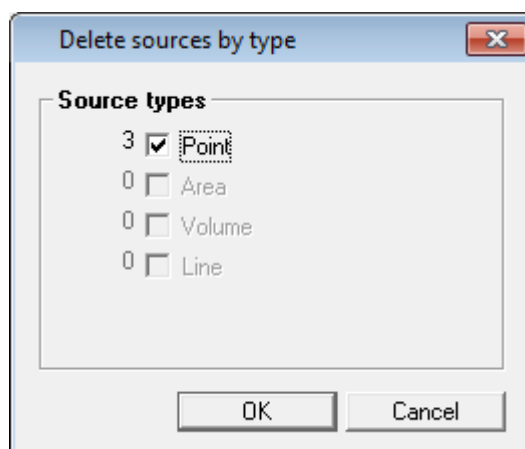 Delete sources by type
Source types
3 Point
0 Area
0 Volume
0 Line
OK Cancel